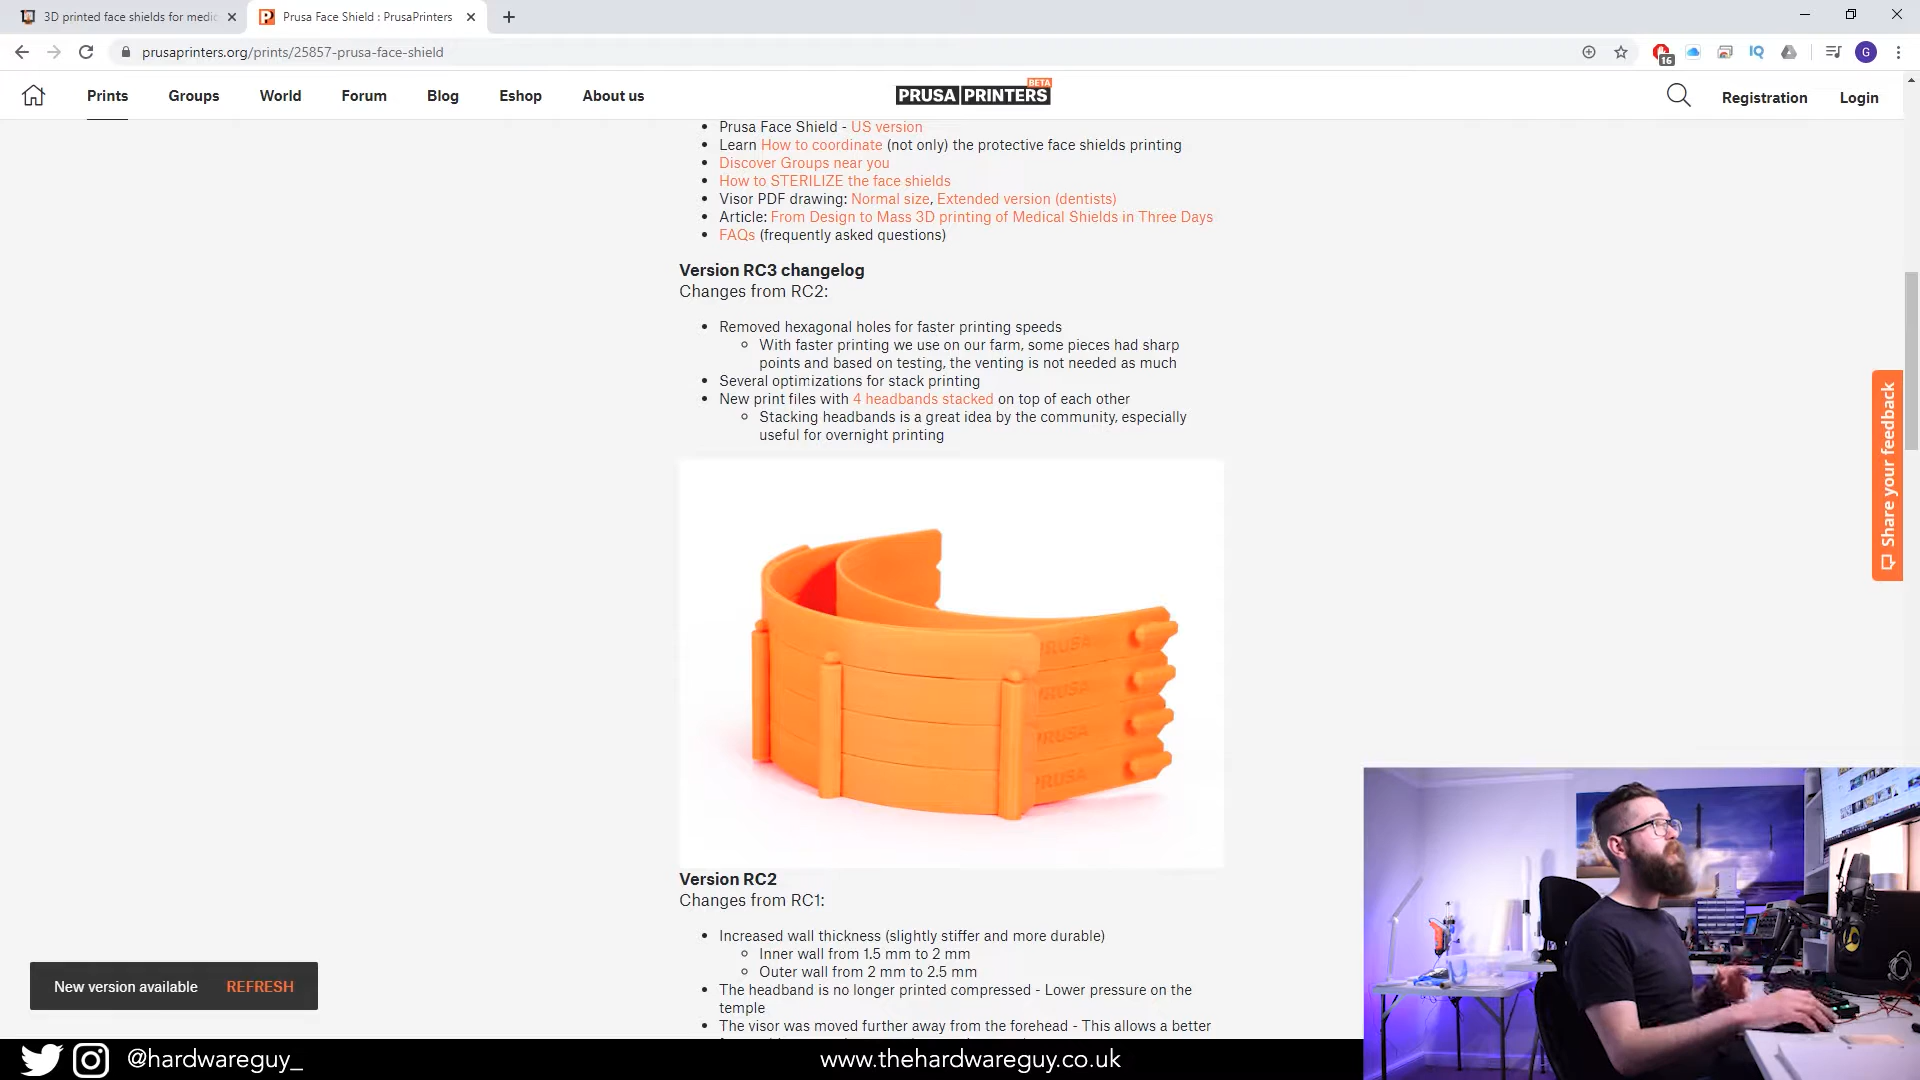 3D printed face shields for medic
Prusa Face Shield : PrusaPrinters
prusaprinters.org/prints/25857-prusa-face-shield
16
IQ
G
Prints
Groups
World
Forum
Blog
Eshop
About us
PRUSA PRINTERS
BETA
Registration
Login
Prusa Face Shield - US version
Learn How to coordinate (not only) the protective face shields printing
Discover Groups near you
How to STERILIZE the face shields
Visor PDF drawing: Normal size, Extended version (dentists)
Article: From Design to Mass 3D printing of Medical Shields in Three Days
FAQs (frequently asked questions)
Version RC3 changelog
Changes from RC2:
Removed hexagonal holes for faster printing speeds
With faster printing we use on our farm, some pieces had sharp
points and based on testing, the venting is not needed as much
Several optimizations for stack printing
New print files with 4 headbands stacked on top of each other
Stacking headbands is a great idea by the community, especially
useful for overnight printing
PRUSA
PRUSA
PRUSA
PRUSA
Share your feedback
Version RC2
Changes from RC1:
Increased wall thickness (slightly stiffer and more durable)
Inner wall from 1.5 mm to 2 mm
Outer wall from 2 mm to 2.5 mm
The headband is no longer printed compressed - Lower pressure on the
temple
The visor was moved further away from the forehead - This allows a better
New version available
REFRESH
@hardwareguy_
www.thehardwareguy.co.uk